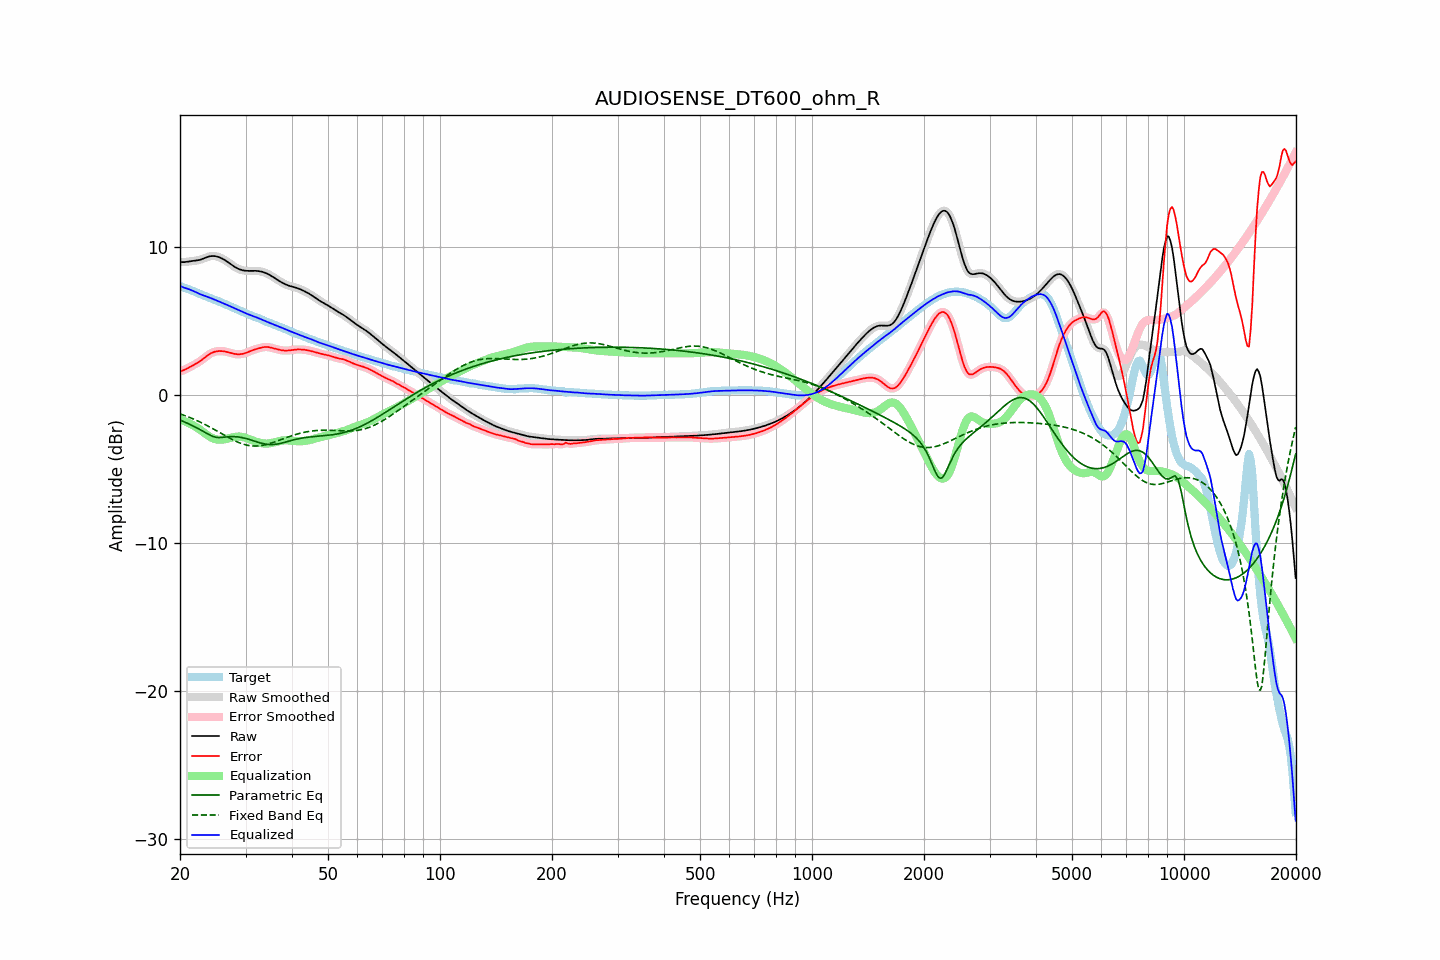 AUDIOSENSE_DT600_ohm_R
Amplitude (dBr)
10
0
−10
−20
−30
Target
Raw Smoothed
Error Smoothed
Raw
Error
Equalization
Parametric Eq
Fixed Band Eq
Equalized
20 50 100 200 500 1000 2000 5000 10000 20000
Frequency (Hz)